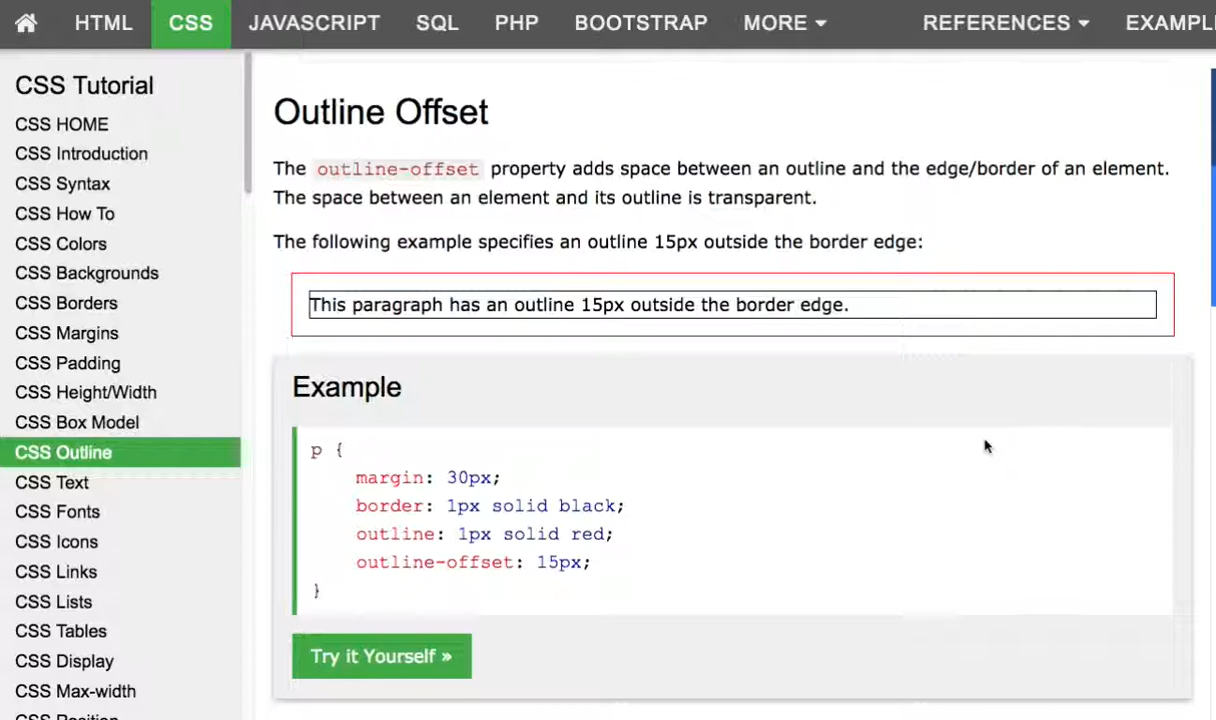 HTML CSS JAVASCRIPT SQL PHP BOOTSTRAP MORE REFERENCES EXAMPL
CSS Tutorial
CSS HOME
CSS Introduction
CSS Syntax
CSS How To
CSS Colors
CSS Backgrounds
CSS Borders
CSS Margins
CSS Padding
CSS Height/Width
CSS Box Model
CSS Outline
CSS Text
CSS Fonts
CSS Icons
CSS Links
CSS Lists
CSS Tables
CSS Display
CSS Max-width
CSS Position
Outline Offset
The outline-offset property adds space between an outline and the edge/border of an element.
The space between an element and its outline is transparent.
The following example specifies an outline 15px outside the border edge:
This paragraph has an outline 15px outside the border edge.
Example
p {
margin: 30px;
border: 1px solid black;
outline: 1px solid red;
outline-offset: 15px;
}
Try it Yourself »